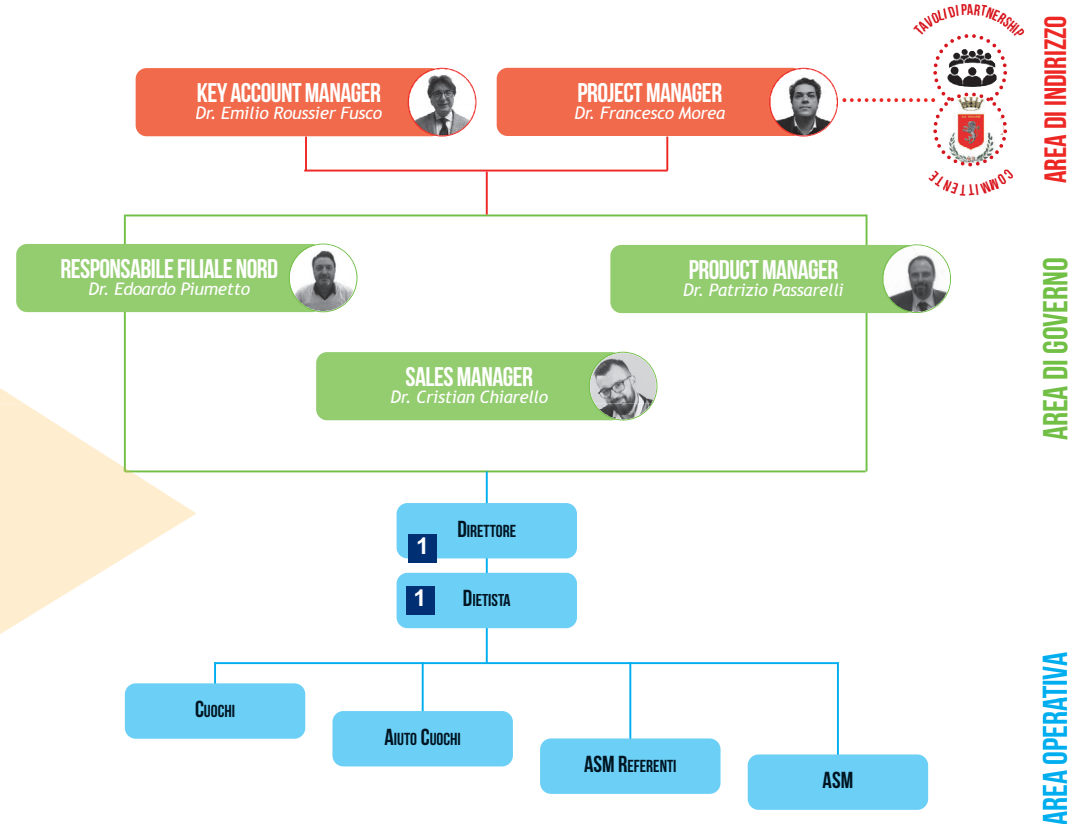 TAVOLI DI PARTNERSHIP
KEY ACCOUNT MANAGER
Dr. Emilio Roussier Fusco
PROJECT MANAGER
Dr. Francesco Morea
COMMITTENTE
AREA DI INDIRIZZO
RESPONSABILE FILIALE NORD
Dr. Edoardo Piumetto
PRODUCT MANAGER
Dr. Patrizio Passarelli
SALES MANAGER
Dr. Cristian Chiarello
AREA DI GOVERNO
DIRETTORE
1
1
DIETISTA
CUOCHI
AIUTO CUOCHI
ASM REFERENTI
ASM
AREA OPERATIVA